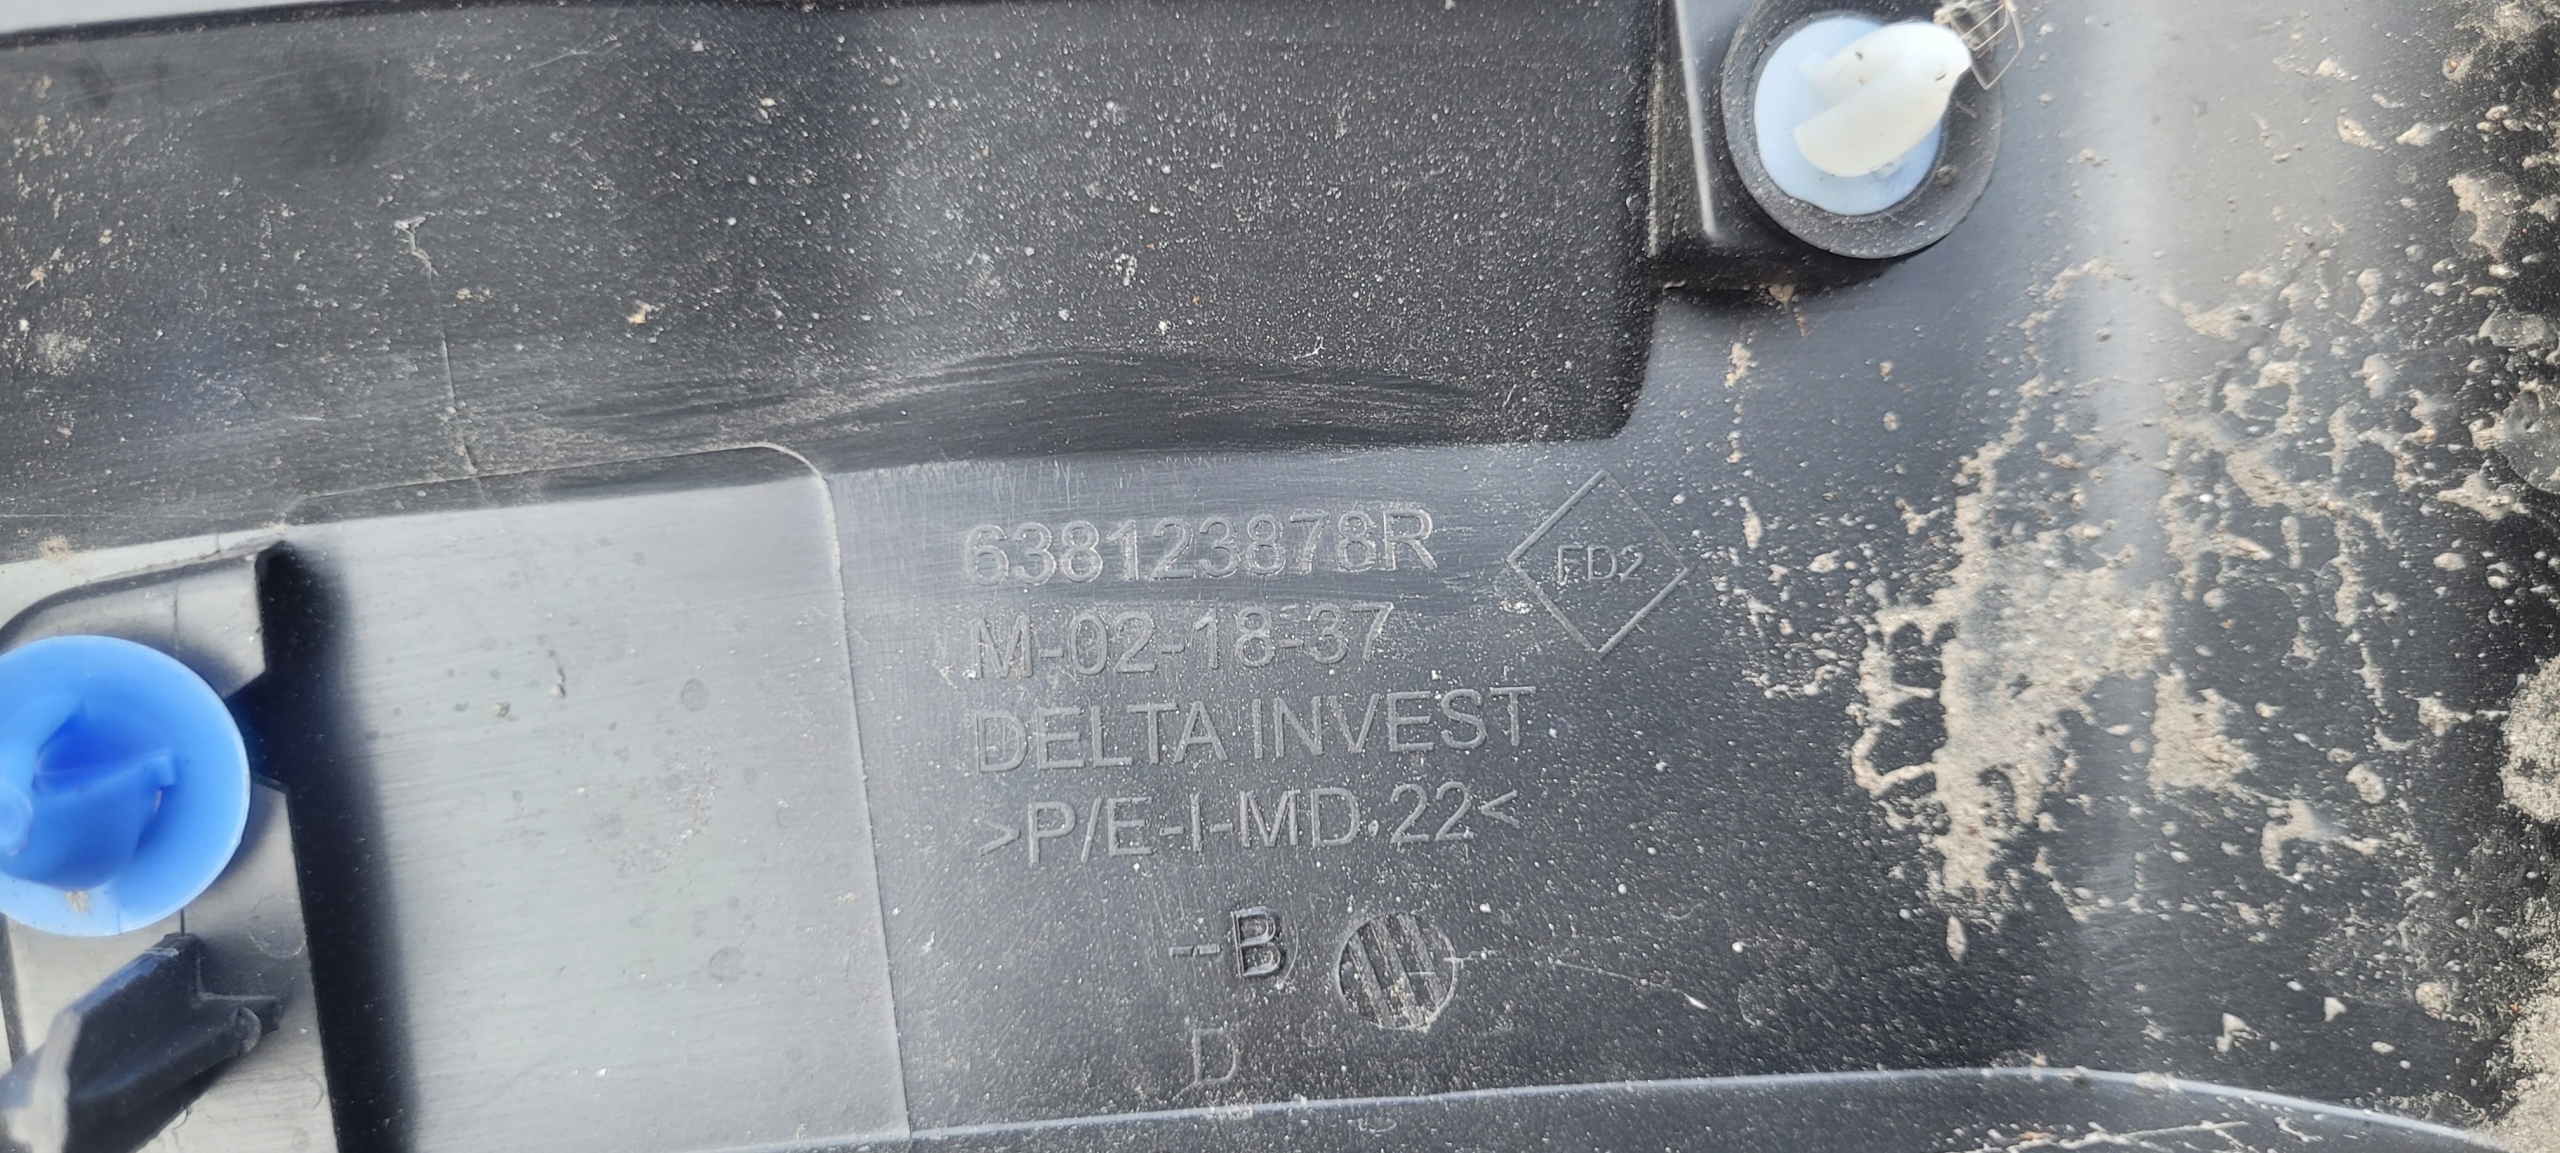 638123878R
FD2
M-02-18-37
DELTA INVEST
>P/E-I-MD.22<
-B
D